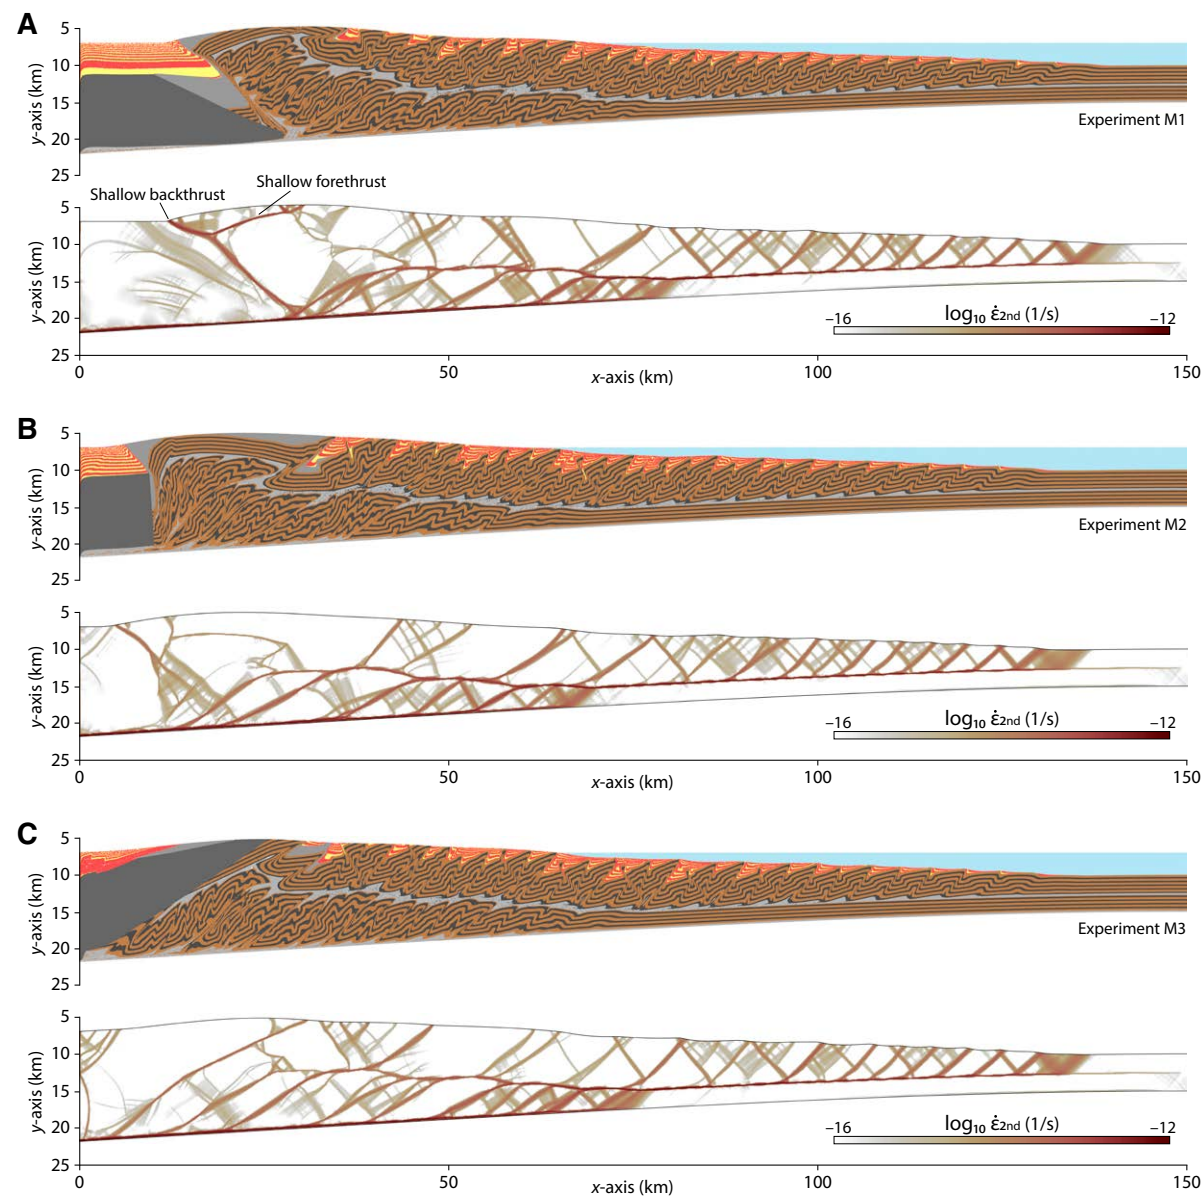 A
5
10
15
20
25
y-axis (km)
Experiment M1
Shallow backthrust
Shallow forethrust
5
10
15
20
25
y-axis (km)
log₁₀ ε̇2nd (1/s)
–16
–12
0
50
100
150
x-axis (km)
B
5
10
15
20
25
y-axis (km)
Experiment M2
5
10
15
20
25
y-axis (km)
log₁₀ ε̇2nd (1/s)
–16
–12
0
50
100
150
x-axis (km)
C
5
10
15
20
25
y-axis (km)
Experiment M3
5
10
15
20
25
y-axis (km)
log₁₀ ε̇2nd (1/s)
–16
–12
0
50
100
150
x-axis (km)